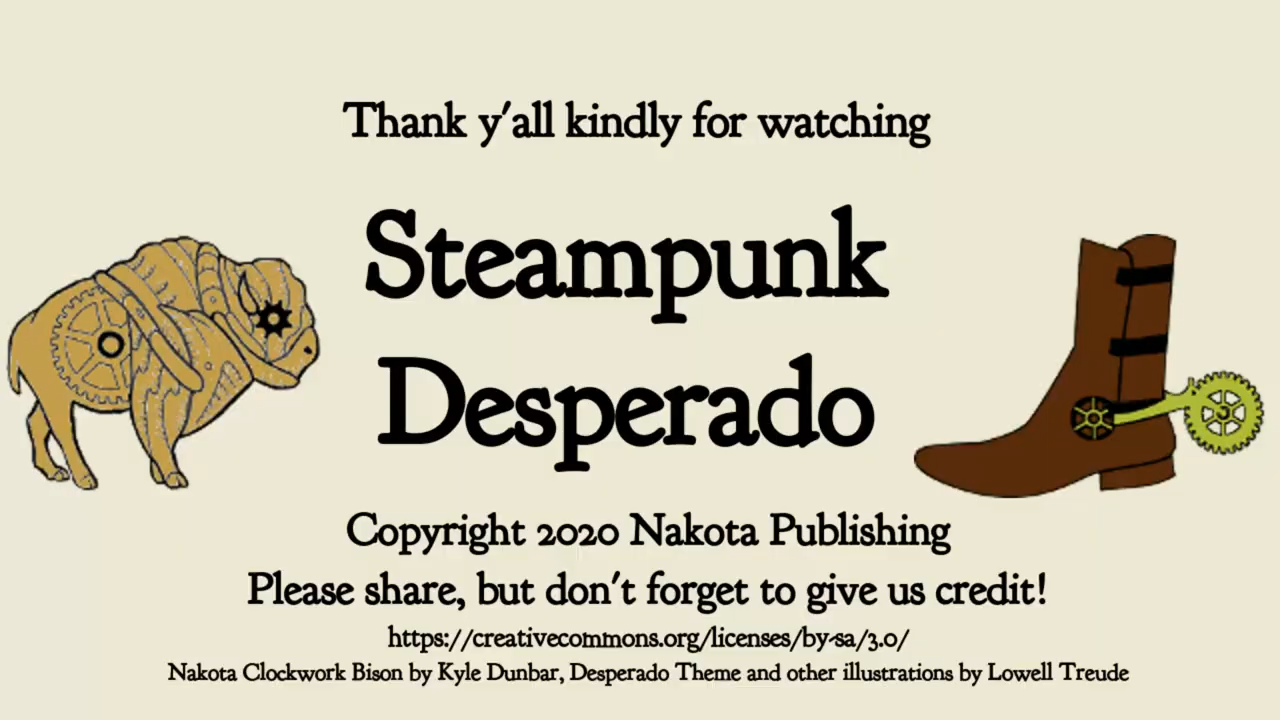 Thank y'all kindly for watching
Steampunk
Desperado
Copyright 2020 Nakota Publishing
Please share, but don't forget to give us credit!
https://creativecommons.org/licenses/by-sa/3.0/
Nakota Clockwork Bison by Kyle Dunbar, Desperado Theme and other illustrations by Lowell Treude